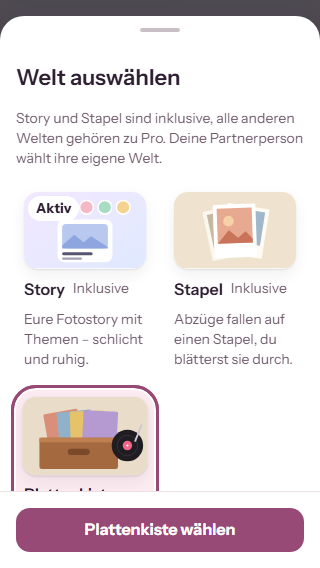 Welt auswählen
Story und Stapel sind inklusive, alle anderen
Welten gehören zu Pro. Deine Partnerperson
wählt ihre eigene Welt.
Aktiv
Story Inklusive
Eure Fotostory mit
Themen – schlicht
und ruhig.
Stapel Inklusive
Abzüge fallen auf
einen Stapel, du
blätterst sie durch.
Plattenkiste wählen